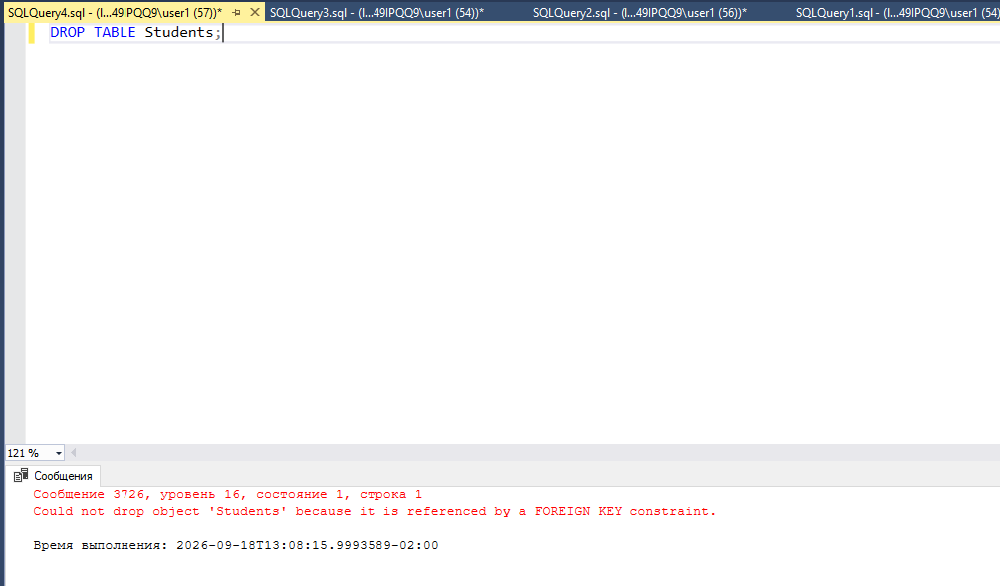 SQLQuery4.sql - (l...49IPQQ9\user1 (57))* SQLQuery3.sql - (l...49IPQQ9\user1 (54))* SQLQuery2.sql - (l...49IPQQ9\user1 (56))* SQLQuery1.sql - (l...49IPQQ9\user1 (54)
DROP TABLE Students;
121 %
Сообщения
Сообщение 3726, уровень 16, состояние 1, строка 1
Could not drop object 'Students' because it is referenced by a FOREIGN KEY constraint.
Время выполнения: 2026-09-18T13:08:15.9993589-02:00